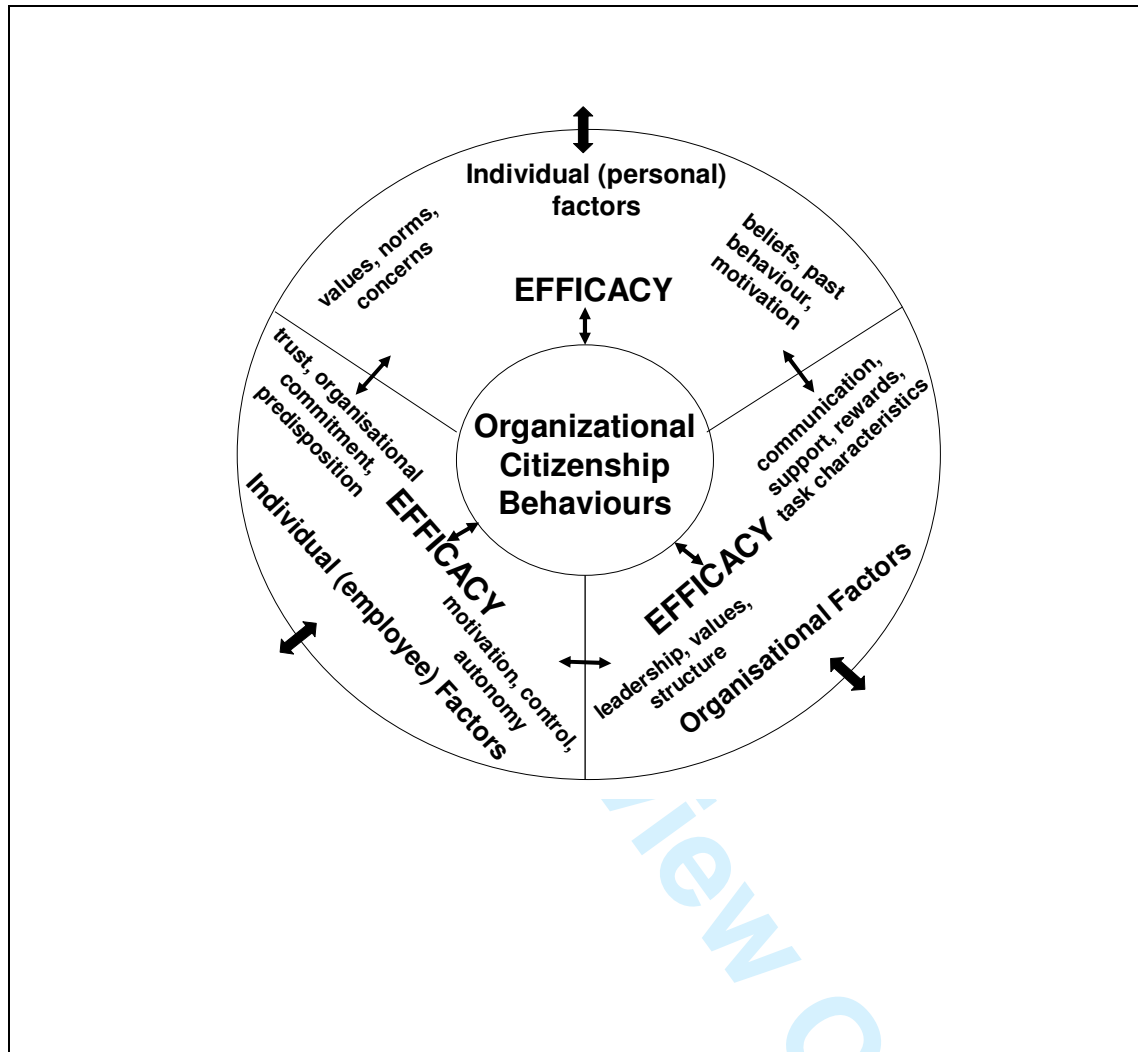 Individual (personal)
factors
values, norms,
concerns
beliefs, past
behaviour,
motivation
EFFICACY
trust, organisational
commitment,
predisposition
communication,
support, rewards,
task characteristics
Organizational
Citizenship
Behaviours
EFFICACY
Individual (employee) Factors
motivation, control,
autonomy
EFFICACY
leadership, values,
structure
Organisational Factors